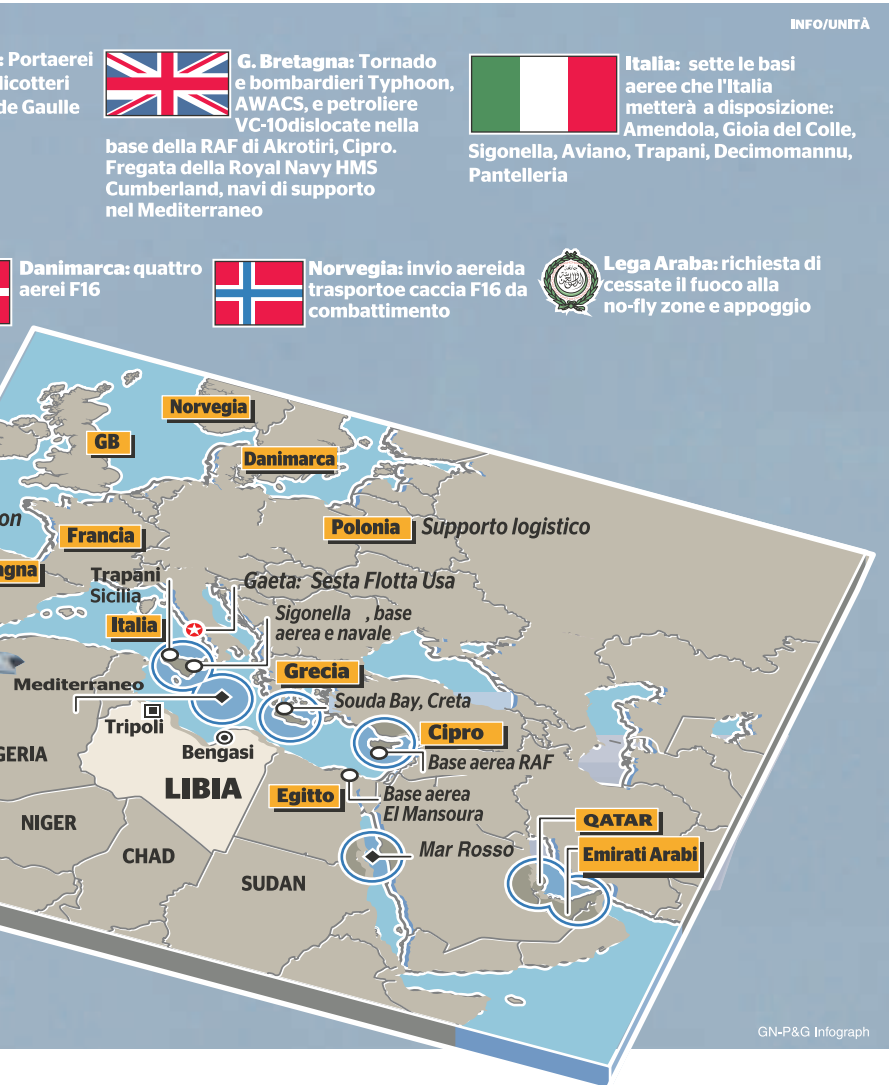 INFO/UNITÀ
: Portaerei
licotteri
de Gaulle
G. Bretagna: Tornado
e bombardieri Typhoon,
AWACS, e petroliere
VC-10dislocate nella
base della RAF di Akrotiri, Cipro.
Fregata della Royal Navy HMS
Cumberland, navi di supporto
nel Mediterraneo
Italia: sette le basi
aeree che l'Italia
metterà a disposizione:
Amendola, Gioia del Colle,
Sigonella, Aviano, Trapani, Decimomannu,
Pantelleria
Danimarca: quattro
aerei F16
Norvegia: invio aereida
trasportoe caccia F16 da
combattimento
Lega Araba: richiesta di
cessate il fuoco alla
no-fly zone e appoggio
Norvegia
GB
Danimarca
on
Francia
Polonia Supporto logistico
agna
Trapani
Sicilia
Gaeta: Sesta Flotta Usa
Italia
Sigonella , base
aerea e navale
Grecia
Mediterraneo
Souda Bay, Creta
Tripoli
Bengasi
Cipro
Base aerea RAF
GERIA
LIBIA
Egitto
Base aerea
El Mansoura
NIGER
CHAD
Mar Rosso
QATAR
Emirati Arabi
SUDAN
GN-P&G Infograph